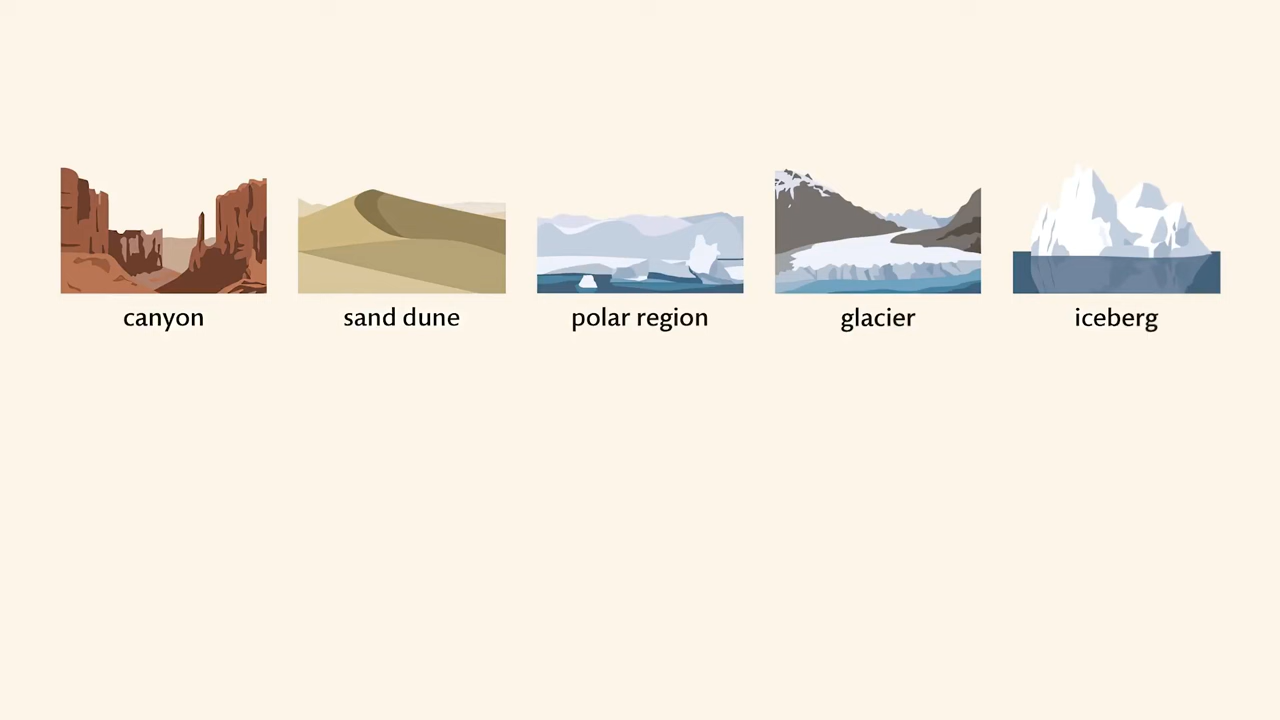 canyon
sand dune
polar region
glacier
iceberg